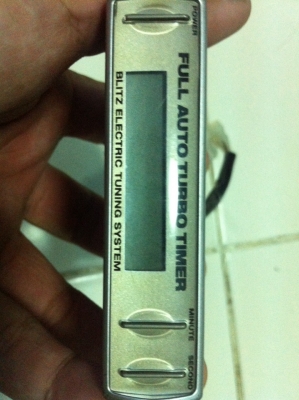 POWER
FULL AUTO TURBO TIMER
BLITZ ELECTRIC TUNING SYSTEM
MINUTE
SECOND